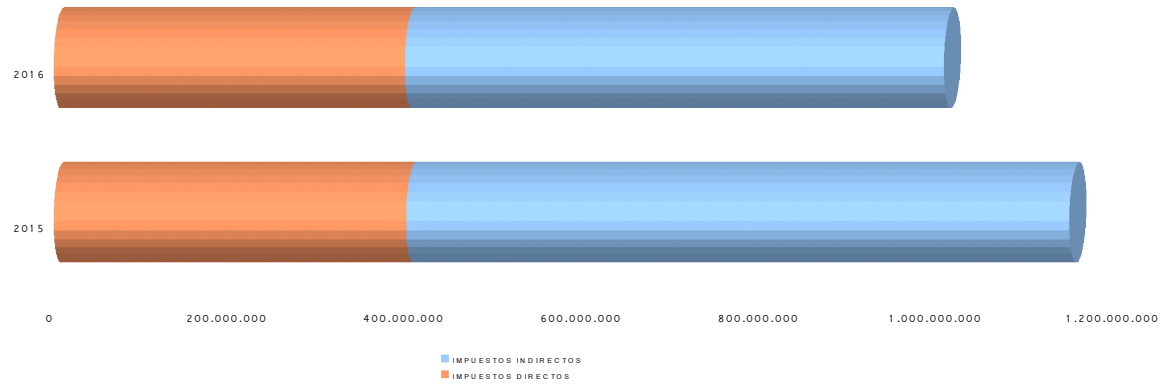 2016
2015
0 200.000.000 400.000.000 600.000.000 800.000.000 1.000.000.000 1.200.000.000
IMPUESTOS INDIRECTOS
IMPUESTOS DIRECTOS